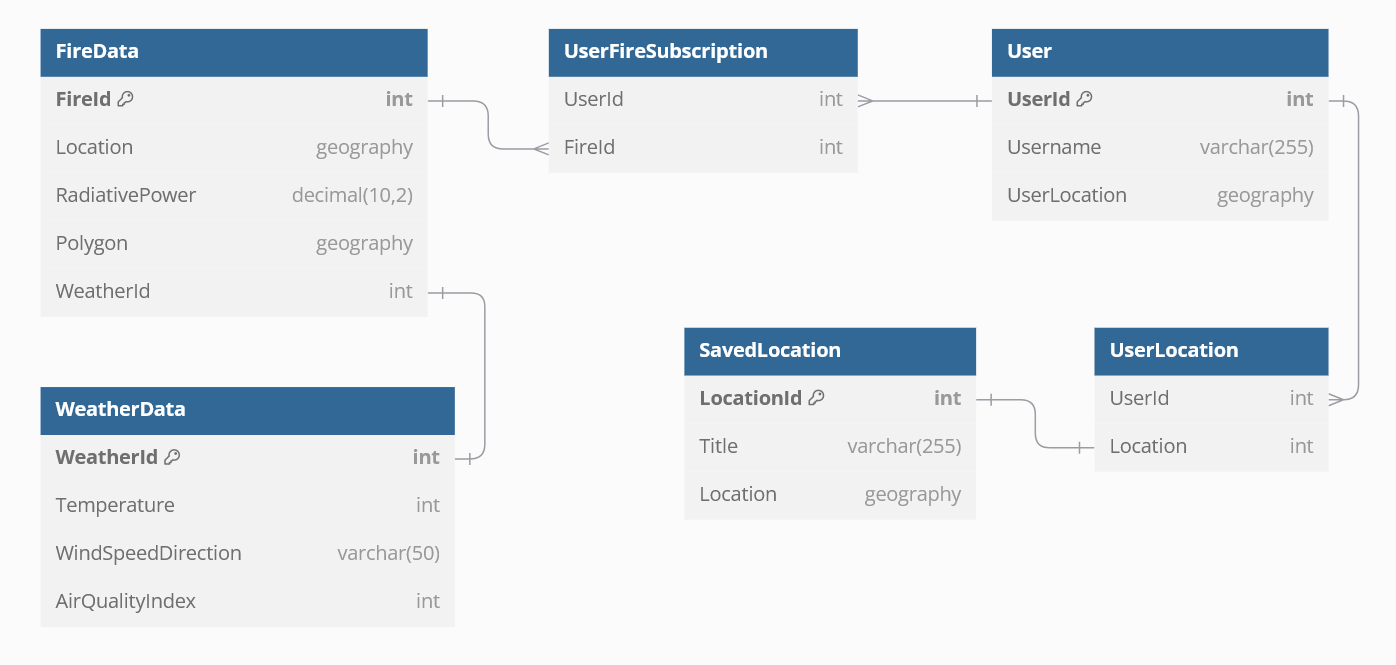 FireData
FireId int
Location geography
RadiativePower decimal(10,2)
Polygon geography
WeatherId int
UserFireSubscription
UserId int
FireId int
User
UserId int
Username varchar(255)
UserLocation geography
WeatherData
WeatherId int
Temperature int
WindSpeedDirection varchar(50)
AirQualityIndex int
SavedLocation
LocationId int
Title varchar(255)
Location geography
UserLocation
UserId int
Location int